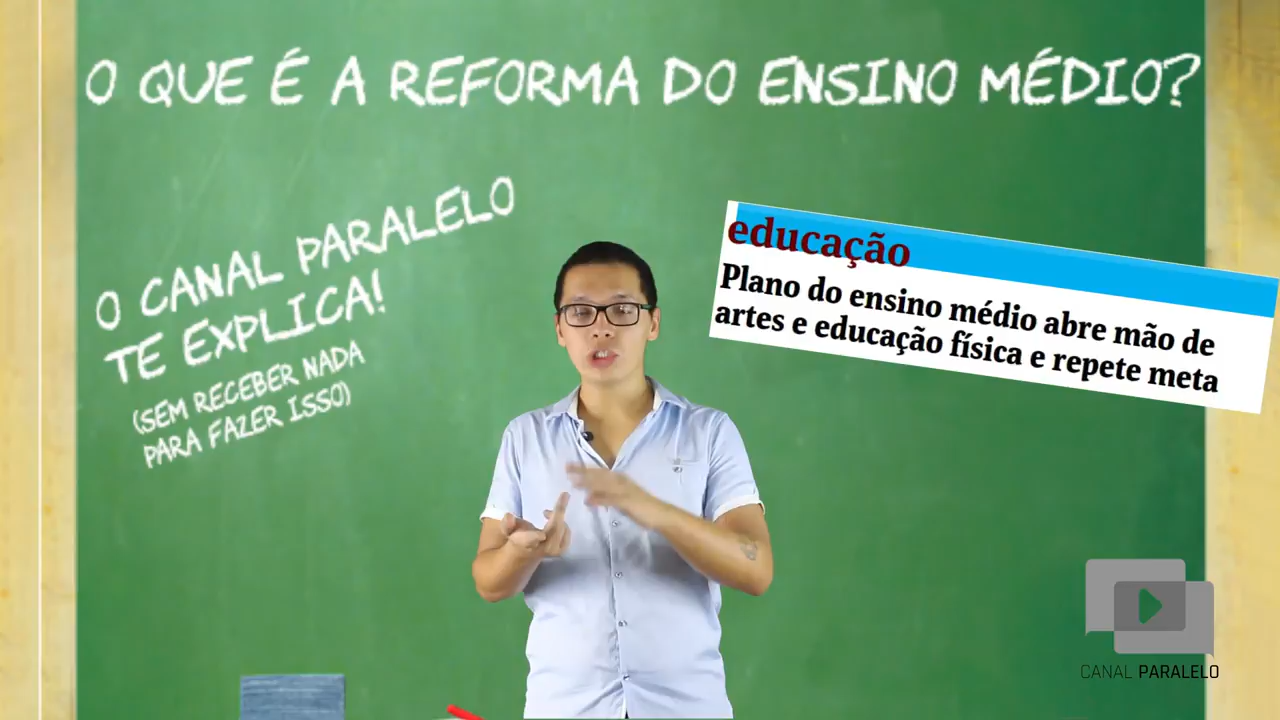 O QUE É A REFORMA DO ENSINO MÉDIO?
O CANAL PARALELO
TE EXPLICA!
(SEM RECEBER NADA
PARA FAZER ISSO)
educação
Plano do ensino médio abre mão de
artes e educação física e repete meta
CANAL PARALELO